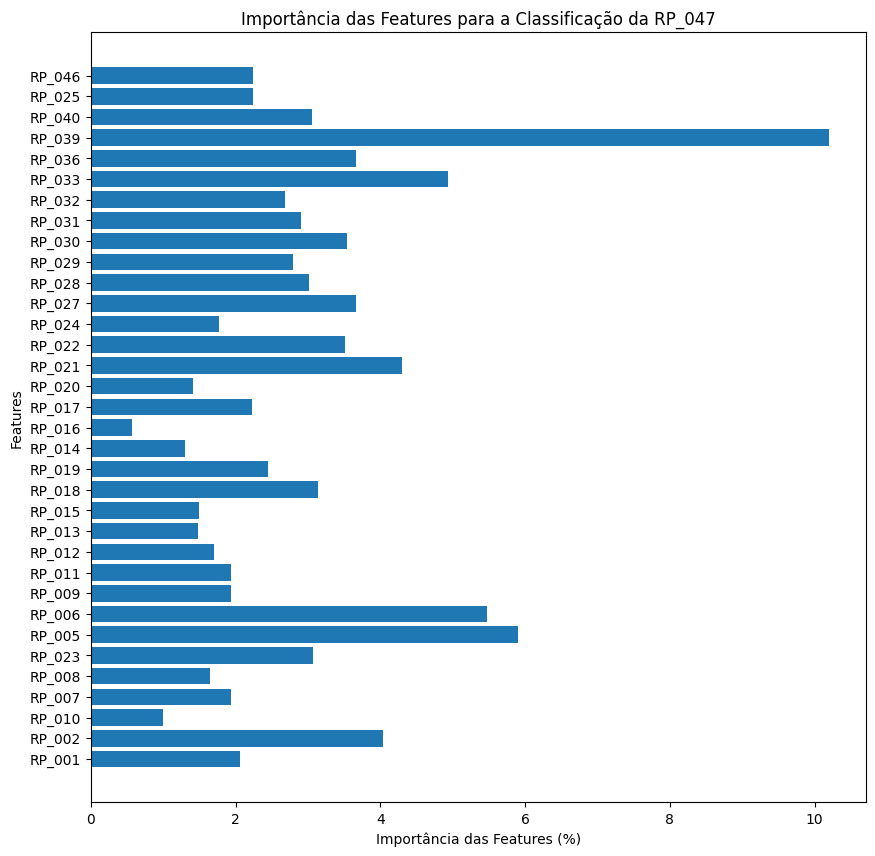 Importância das Features para a Classificação da RP_047
RP_046
RP_025
RP_040
RP_039
RP_036
RP_033
RP_032
RP_031
RP_030
RP_029
RP_028
RP_027
RP_024
RP_022
RP_021
RP_020
RP_017
RP_016
RP_014
RP_019
RP_018
RP_015
RP_013
RP_012
RP_011
RP_009
RP_006
RP_005
RP_023
RP_008
RP_007
RP_010
RP_002
RP_001
Features
0 2 4 6 8 10
Importância das Features (%)